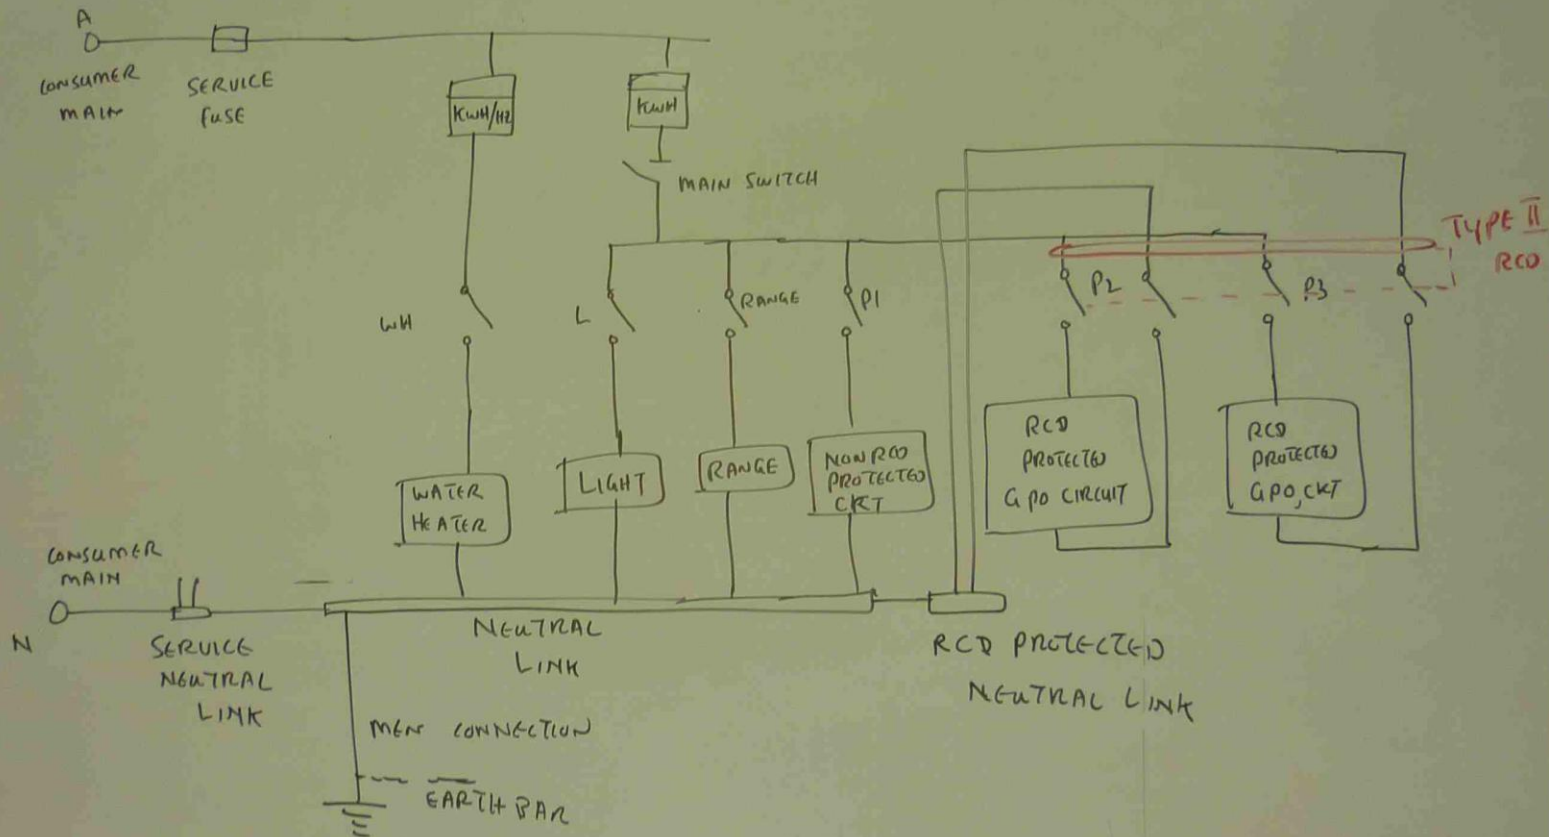 A
CONSUMER
MAIN
SERVICE
FUSE
KWH/HZ
KWH
MAIN SWITCH
TYPE II
RCD
WH
L
RANGE
P1
P2
P3
WATER
HEATER
LIGHT
RANGE
NON RCD
PROTECTED
CKT
RCD
PROTECTED
GPO CIRCUIT
RCD
PROTECTED
GPO, CKT
CONSUMER
MAIN
N
SERVICE
NEUTRAL
LINK
NEUTRAL
LINK
RCD PROTECTED
NEUTRAL LINK
MEN CONNECTION
EARTH BAR